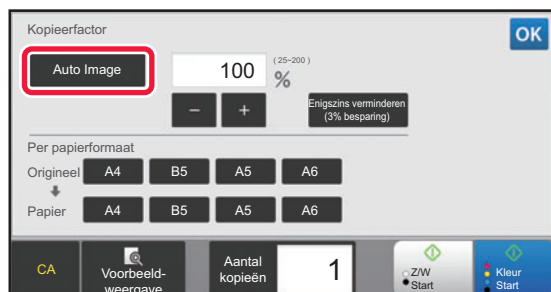 Kopieerfactor
OK
Auto Image
100
(25~200)
%
−
+
Enigszins verminderen
(3% besparing)
Per papierformaat
Origineel
A4
B5
A5
A6
Papier
A4
B5
A5
A6
CA
Voorbeeld-
weergave
Aantal
kopieën
1
Z/W
Start
Kleur
Start